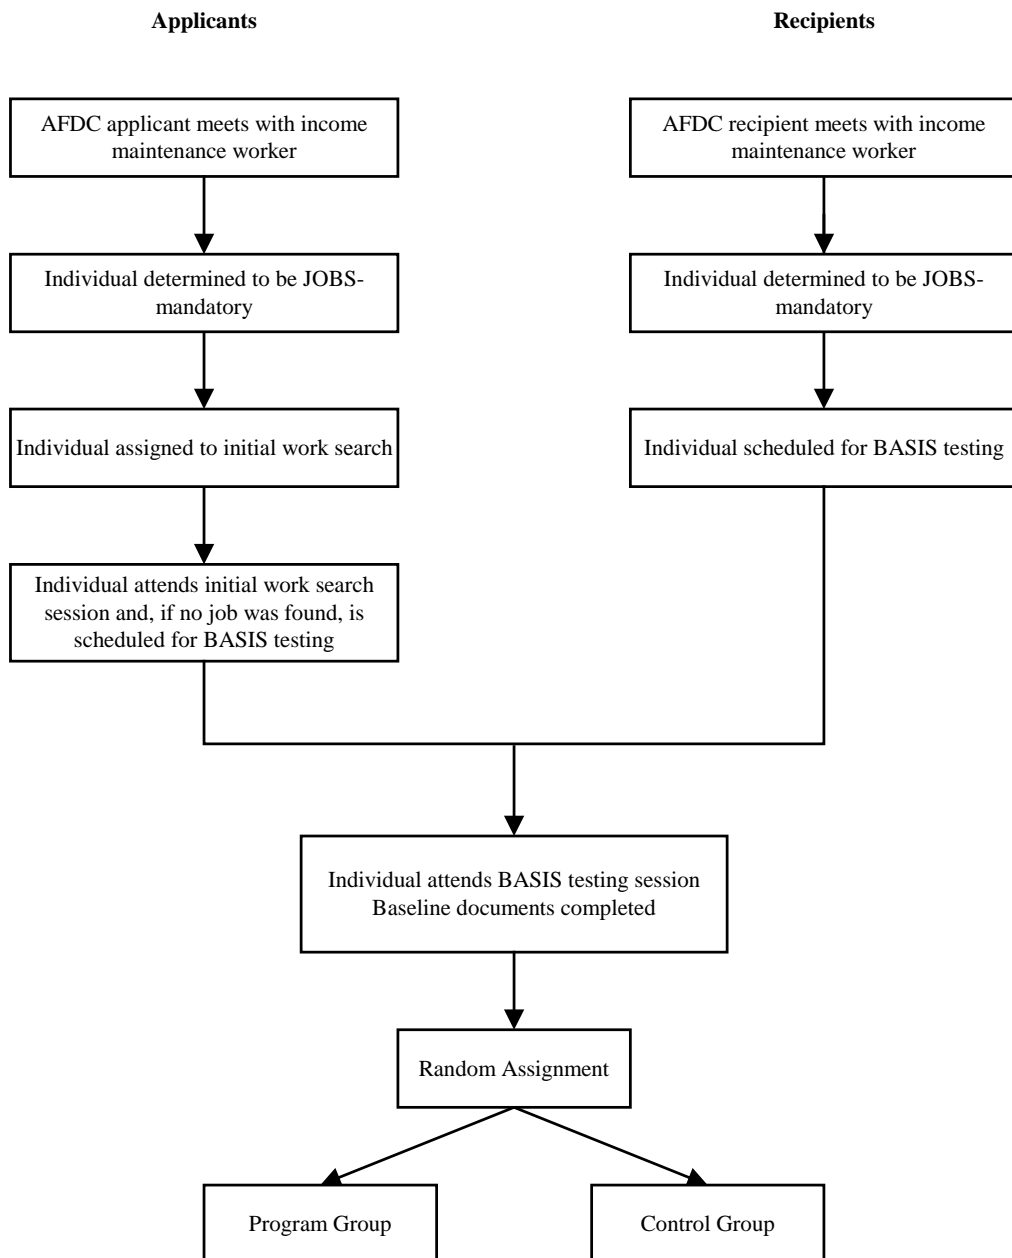 Applicants
Recipients
AFDC applicant meets with income
maintenance worker
AFDC recipient meets with income
maintenance worker
Individual determined to be JOBS-
mandatory
Individual determined to be JOBS-
mandatory
Individual assigned to initial work search
Individual scheduled for BASIS testing
Individual attends initial work search
session and, if no job was found, is
scheduled for BASIS testing
Individual attends BASIS testing session
Baseline documents completed
Random Assignment
Program Group
Control Group